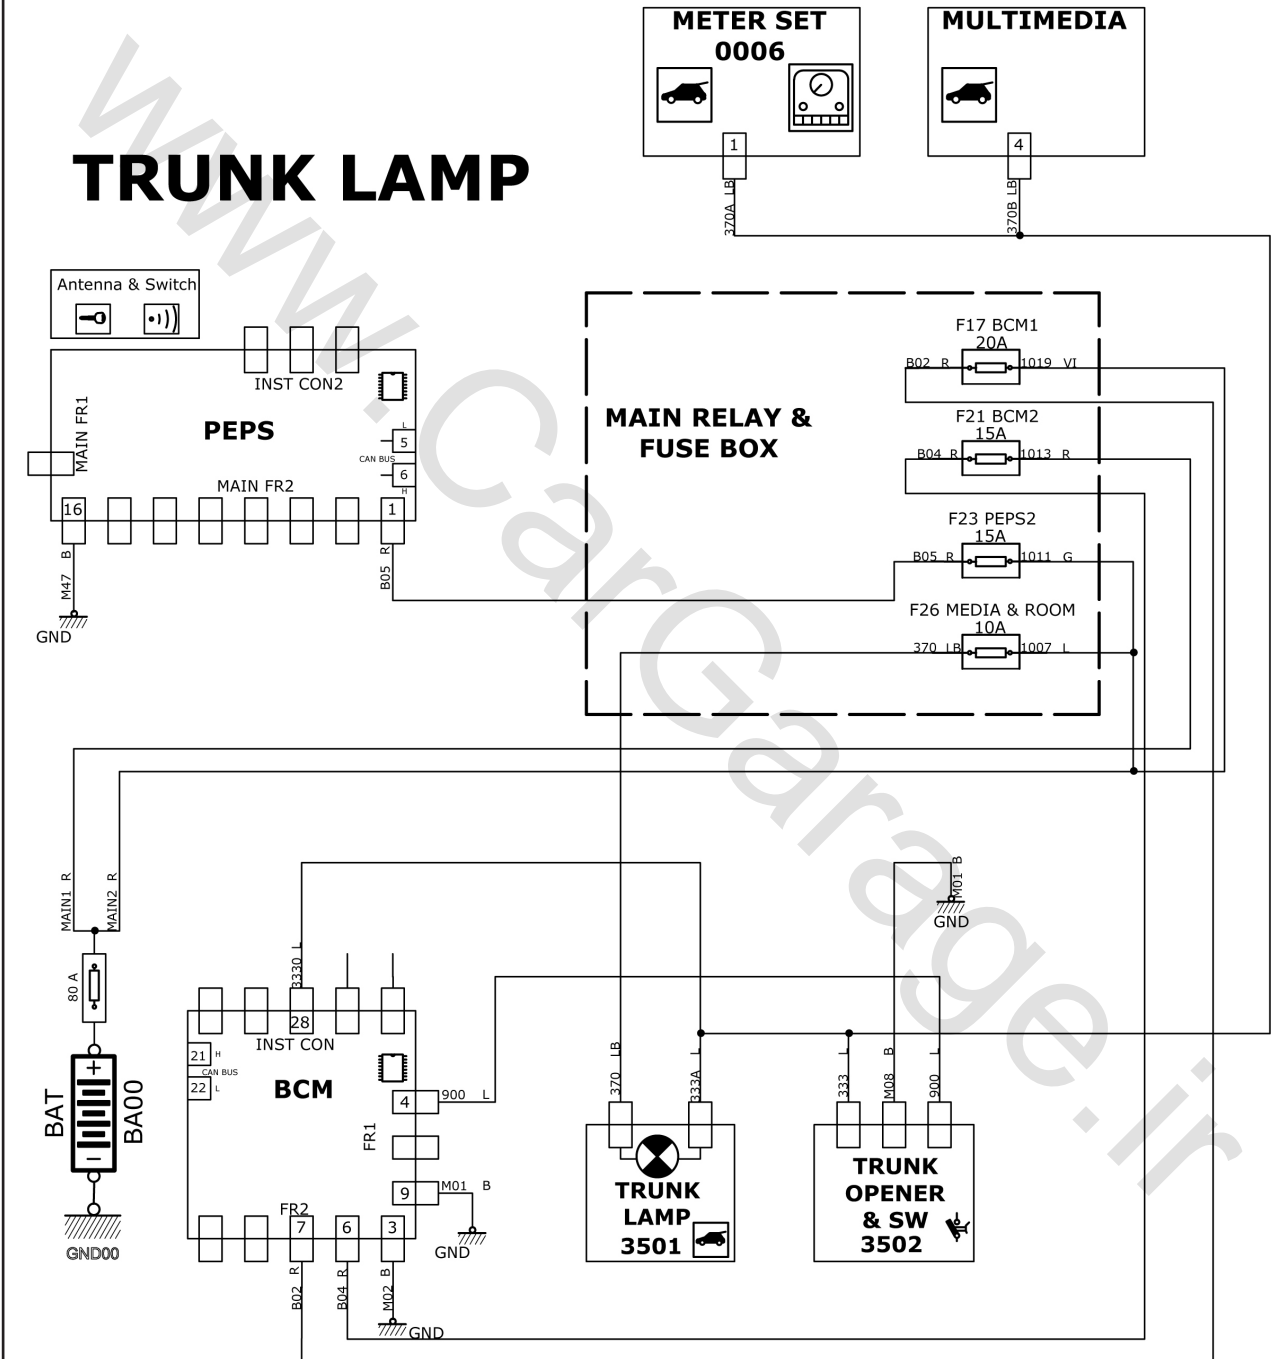 METER SET
0006
MULTIMEDIA
1
4
370A LB
370B LB
TRUNK LAMP
Antenna & Switch
INST CON2
MAIN FR1
PEPS
L
5
CAN BUS
6
H
MAIN FR2
16
1
M47 B
B05 R
GND
MAIN RELAY &
FUSE BOX
F17 BCM1
20A
B02 R
1019 VI
F21 BCM2
15A
B04 R
1013 R
F23 PEPS2
15A
B05 R
1011 G
F26 MEDIA & ROOM
10A
370 LB
1007 L
MAIN1 R
MAIN2 R
80 A
BAT
+
−
BA00
GND00
3330 L
28
INST CON
21 H
CAN BUS
22 L
BCM
4
900 L
FR1
9
M01 B
GND
FR2
7
6
3
B02 R
B04 R
M02 B
GND
M01 B
GND
370 LB
333A L
TRUNK
LAMP
3501
333 L
M08 B
900 L
TRUNK
OPENER
& SW
3502
www.CarGarage.ir